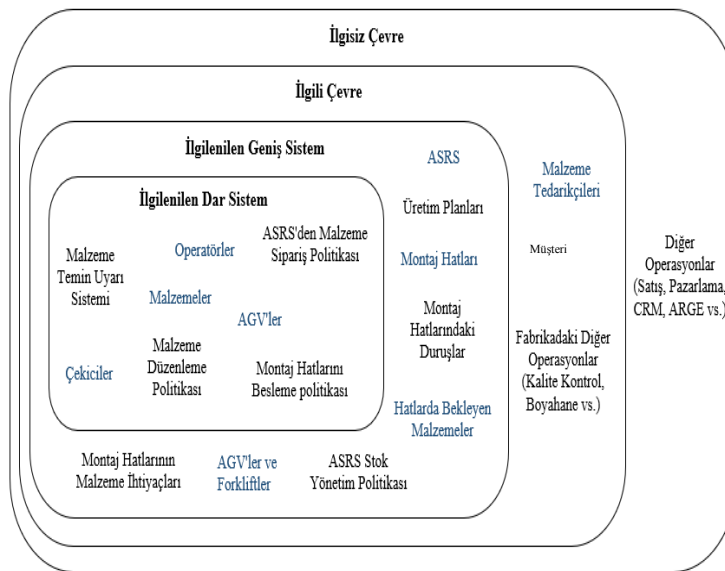 İlgisiz Çevre
İlgili Çevre
İlgilenilen Geniş Sistem
İlgilenilen Dar Sistem
Malzeme
Temin Uyarı
Sistemi
Operatörler
ASRS'den Malzeme
Sipariş Politikası
Malzemeler
AGV'ler
Çekiciler
Malzeme
Düzenleme
Politikası
Montaj Hatlarını
Besleme politikası
ASRS
Üretim Planları
Montaj Hatları
Montaj
Hatlarındaki
Duruşlar
Hatlarda Bekleyen
Malzemeler
Montaj Hatlarının
Malzeme İhtiyaçları
AGV'ler ve
Forkliftler
ASRS Stok
Yönetim Politikası
Malzeme
Tedarikçileri
Müşteri
Fabrikadaki Diğer
Operasyonlar
(Kalite Kontrol,
Boyahane vs.)
Diğer
Operasyonlar
(Satış, Pazarlama,
CRM, ARGE vs.)